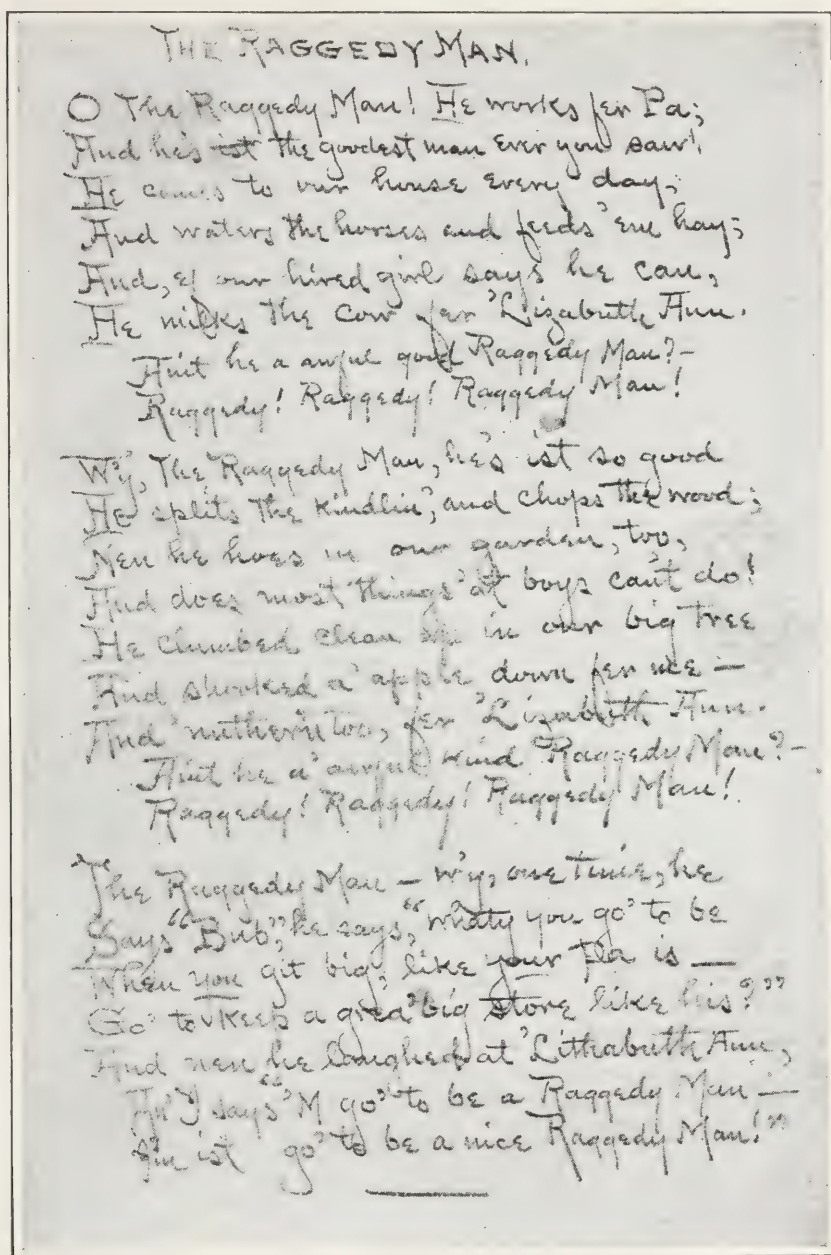 THE RAGGEDY MAN.
O The Raggedy Man! He works fer Pa;
And he's ist the goodest man ever you saw!
He comes to our house every day,
And waters the horses and feeds 'em hay;
And, ef our hired girl says he can,
He milks the cow fer 'Lizabuth Ann.
Ain't he a awful good Raggedy Man?—
Raggedy! Raggedy! Raggedy Man!
W'y, The Raggedy Man, he's ist so good
He splits the kindlin', and chops the wood;
Nen he hoes in our garden, too,
And does most things 'at boys can't do!
He clumbed clean up in our big tree
And shooked a' apple down fer me—
And 'nuther'n too, fer 'Lizabuth Ann.
Ain't he a' awful kind Raggedy Man?—
Raggedy! Raggedy! Raggedy Man!
The Raggedy Man— W'y, one time, he
Says "Bub," he says, "what you go' to be
When you git big, like your Pa is—
Go' to keep a grea' big store like his?"
And nen he laughed at 'Lithabuth Ann,
An' I says "'M go' to be a Raggedy Man—
I'm ist go' to be a nice Raggedy Man!"